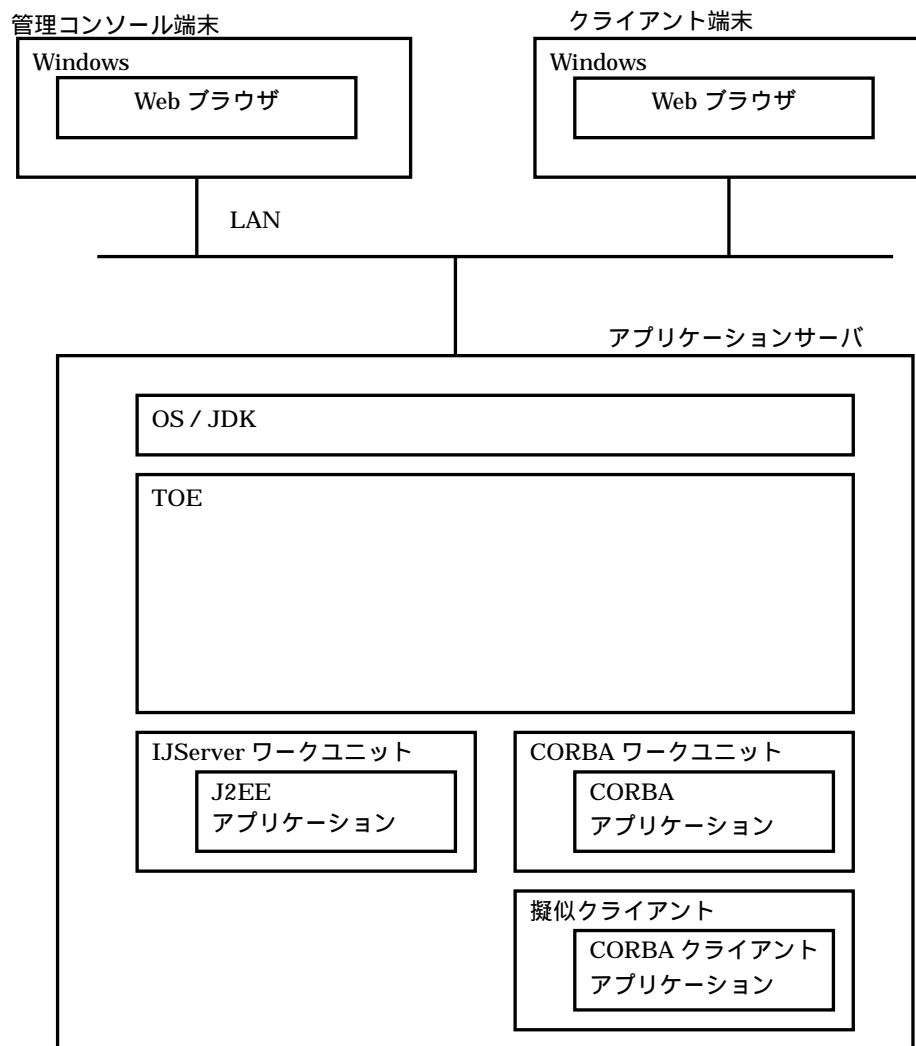 管理コンソール端末
クライアント端末
Windows
Web ブラウザ
Windows
Web ブラウザ
LAN
アプリケーションサーバ
OS / JDK
TOE
IJServer ワークユニット
J2EE
アプリケーション
CORBA ワークユニット
CORBA
アプリケーション
擬似クライアント
CORBA クライアント
アプリケーション